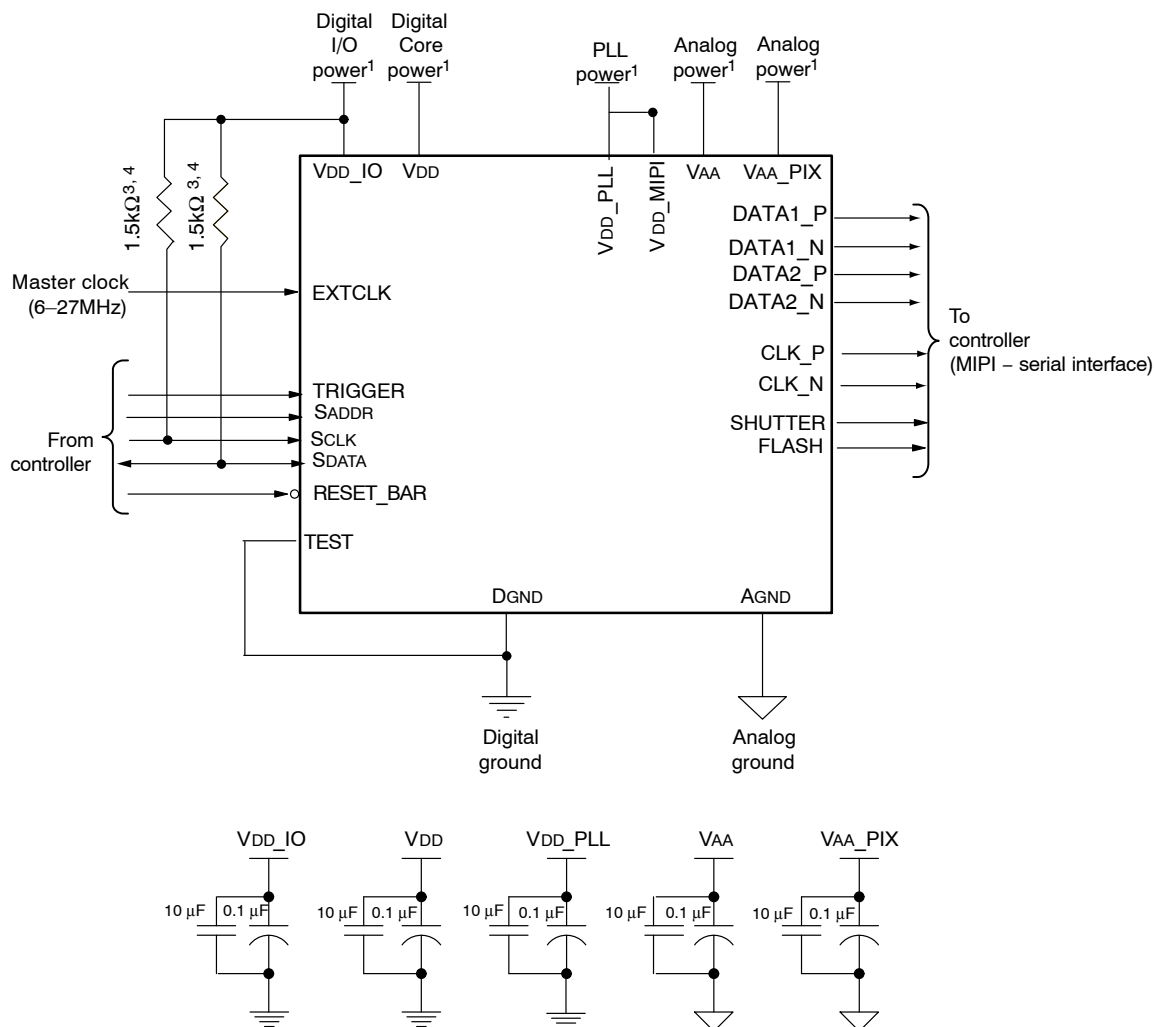 Digital
I/O
power1
Digital
Core
power1
PLL
power1
Analog
power1
Analog
power1
1.5kΩ3, 4
1.5kΩ3, 4
VDD_IO
VDD
VDD_PLL
VDD_MIPI
VAA
VAA_PIX
Master clock
(6–27MHz)
EXTCLK
From
controller
TRIGGER
SADDR
SCLK
SDATA
RESET_BAR
TEST
DATA1_P
DATA1_N
DATA2_P
DATA2_N
CLK_P
CLK_N
SHUTTER
FLASH
To
controller
(MIPI – serial interface)
DGND
AGND
Digital
ground
Analog
ground
VDD_IO
10 µF
0.1 µF
VDD
10 µF
0.1 µF
VDD_PLL
10 µF
0.1 µF
VAA
10 µF
0.1 µF
VAA_PIX
10 µF
0.1 µF